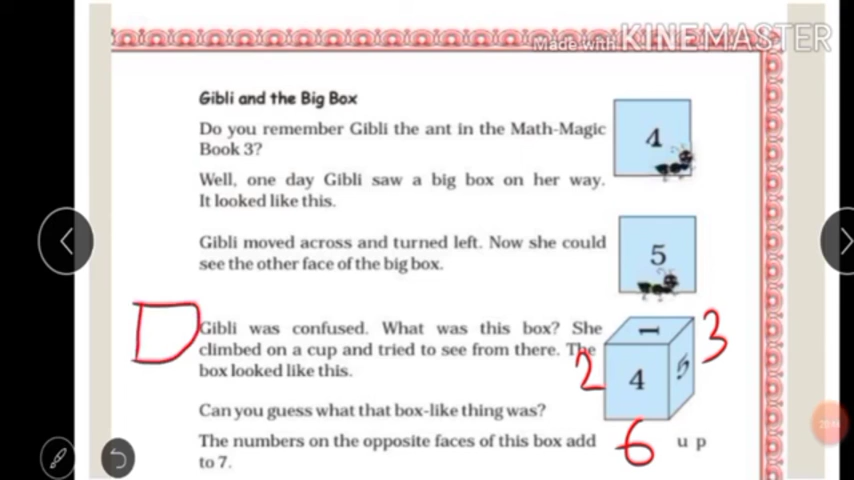 Made with KINEMASTER
Gibli and the Big Box
Do you remember Gibli the ant in the Math-Magic
Book 3?
4
Well, one day Gibli saw a big box on her way.
It looked like this.
Gibli moved across and turned left. Now she could
see the other face of the big box.
5
Gibli was confused. What was this box? She
climbed on a cup and tried to see from there. The
box looked like this.
1
4
5
2
3
6
Can you guess what that box-like thing was?
The numbers on the opposite faces of this box add up
to 7.